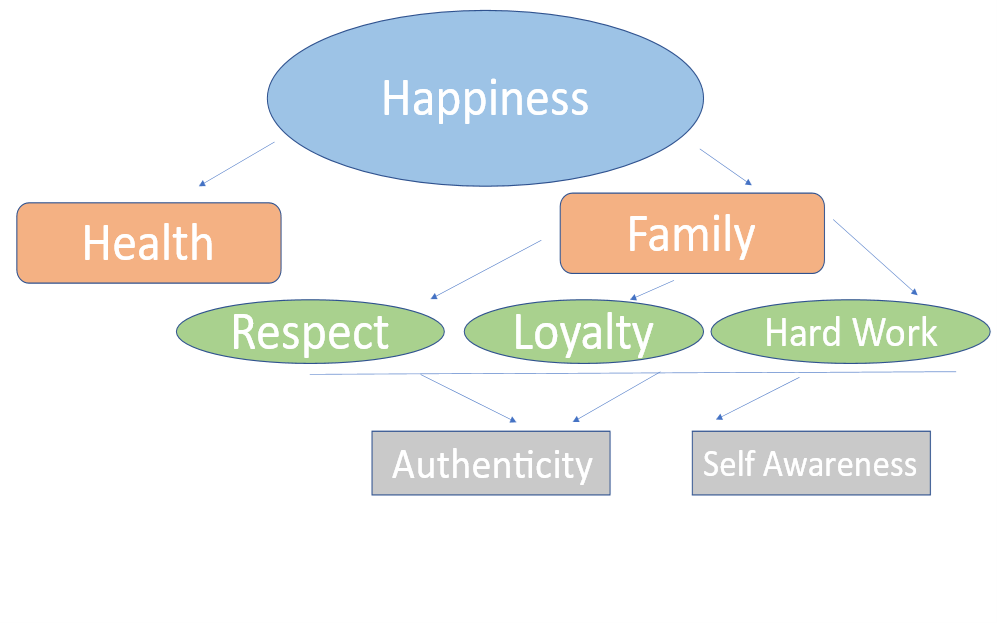 Happiness
Health
Family
Respect
Loyalty
Hard Work
Authenticity
Self Awareness